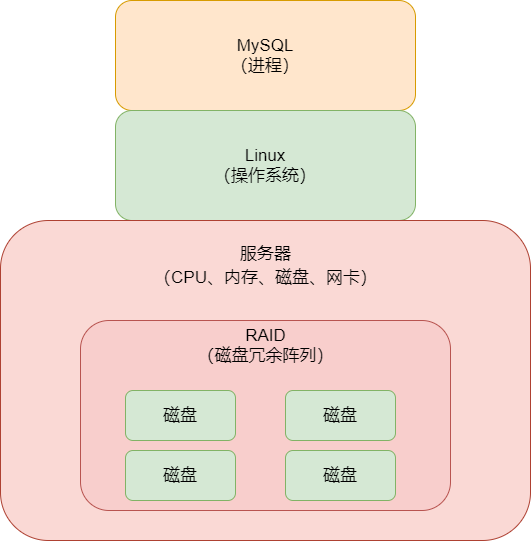 MySQL
（进程）
Linux
（操作系统）
服务器
（CPU、内存、磁盘、网卡）
RAID
（磁盘冗余阵列）
磁盘
磁盘
磁盘
磁盘